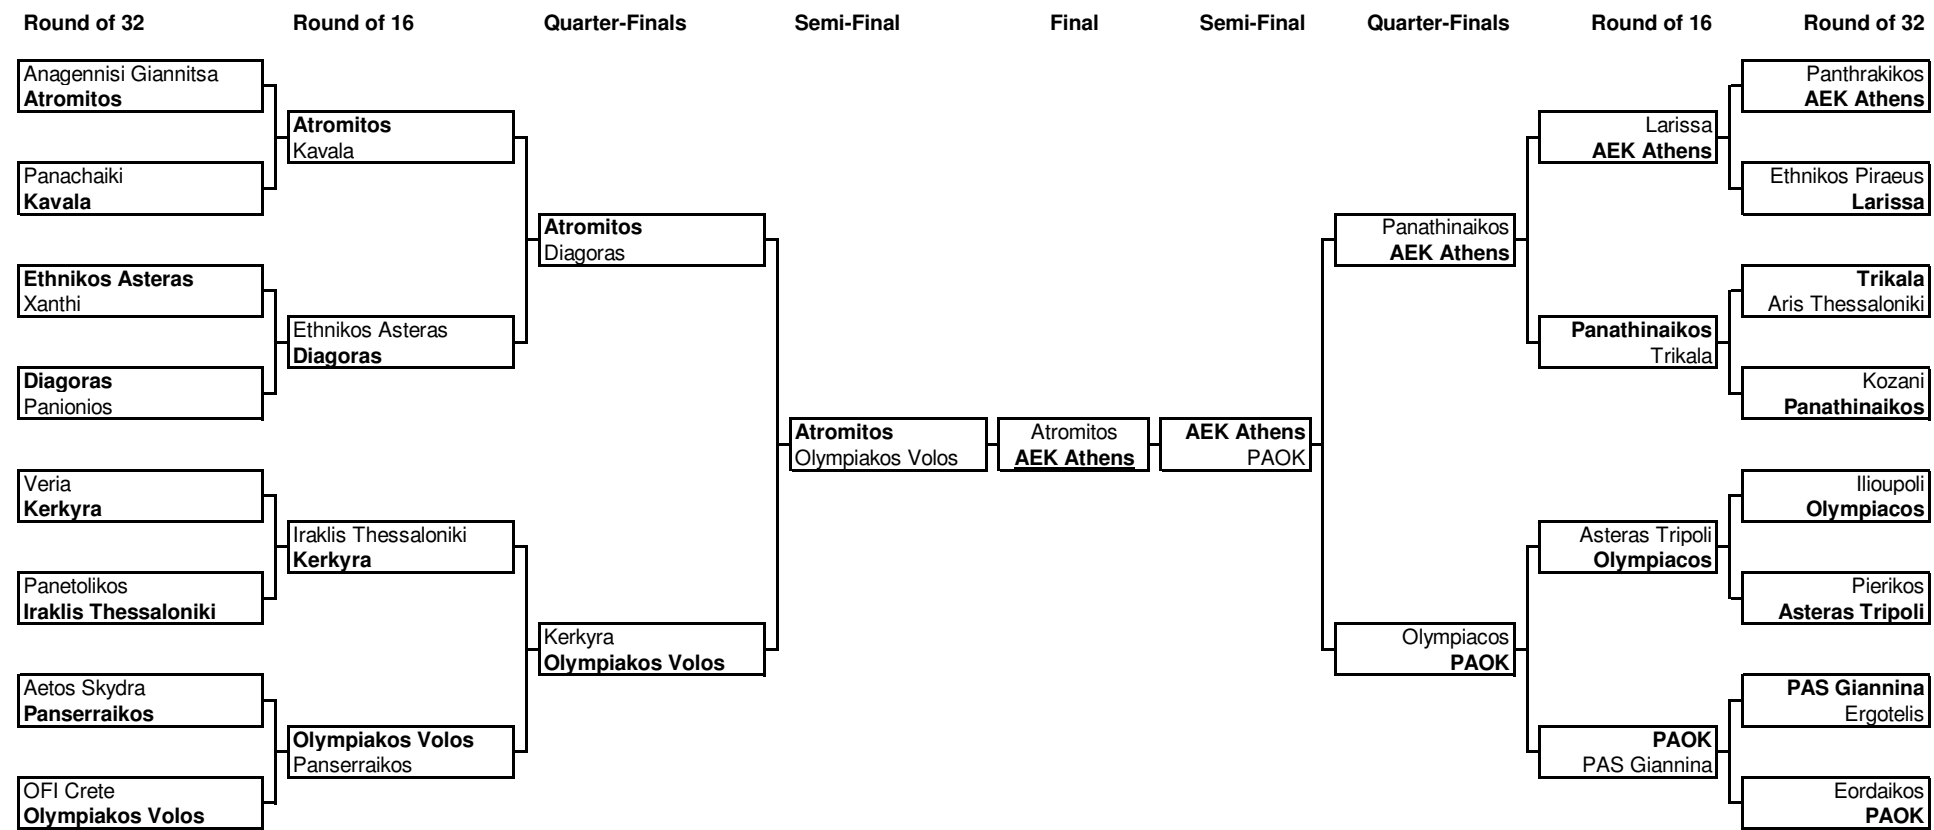 Round of 32 Round of 16 Quarter-Finals Semi-Final Final Semi-Final Quarter-Finals Round of 16 Round of 32
Anagennisi Giannitsa
Atromitos
Panachaiki
Kavala
Ethnikos Asteras
Xanthi
Diagoras
Panionios
Veria
Kerkyra
Panetolikos
Iraklis Thessaloniki
Aetos Skydra
Panserraikos
OFI Crete
Olympiakos Volos
Atromitos
Kavala
Ethnikos Asteras
Diagoras
Iraklis Thessaloniki
Kerkyra
Olympiakos Volos
Panserraikos
Atromitos
Diagoras
Kerkyra
Olympiakos Volos
Atromitos
Olympiakos Volos
Atromitos
AEK Athens
AEK Athens
PAOK
Panathinaikos
AEK Athens
Olympiacos
PAOK
Larissa
AEK Athens
Panathinaikos
Trikala
Asteras Tripoli
Olympiacos
PAOK
PAS Giannina
Panthrakikos
AEK Athens
Ethnikos Piraeus
Larissa
Trikala
Aris Thessaloniki
Kozani
Panathinaikos
Ilioupoli
Olympiacos
Pierikos
Asteras Tripoli
PAS Giannina
Ergotelis
Eordaikos
PAOK